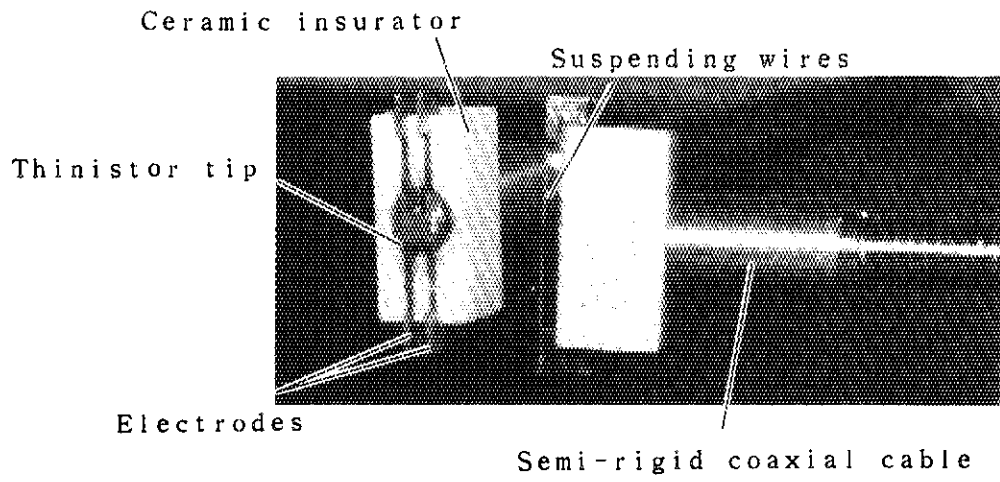 Ceramic insurator
Suspending wires
Thinistor tip
Electrodes
Semi-rigid coaxial cable